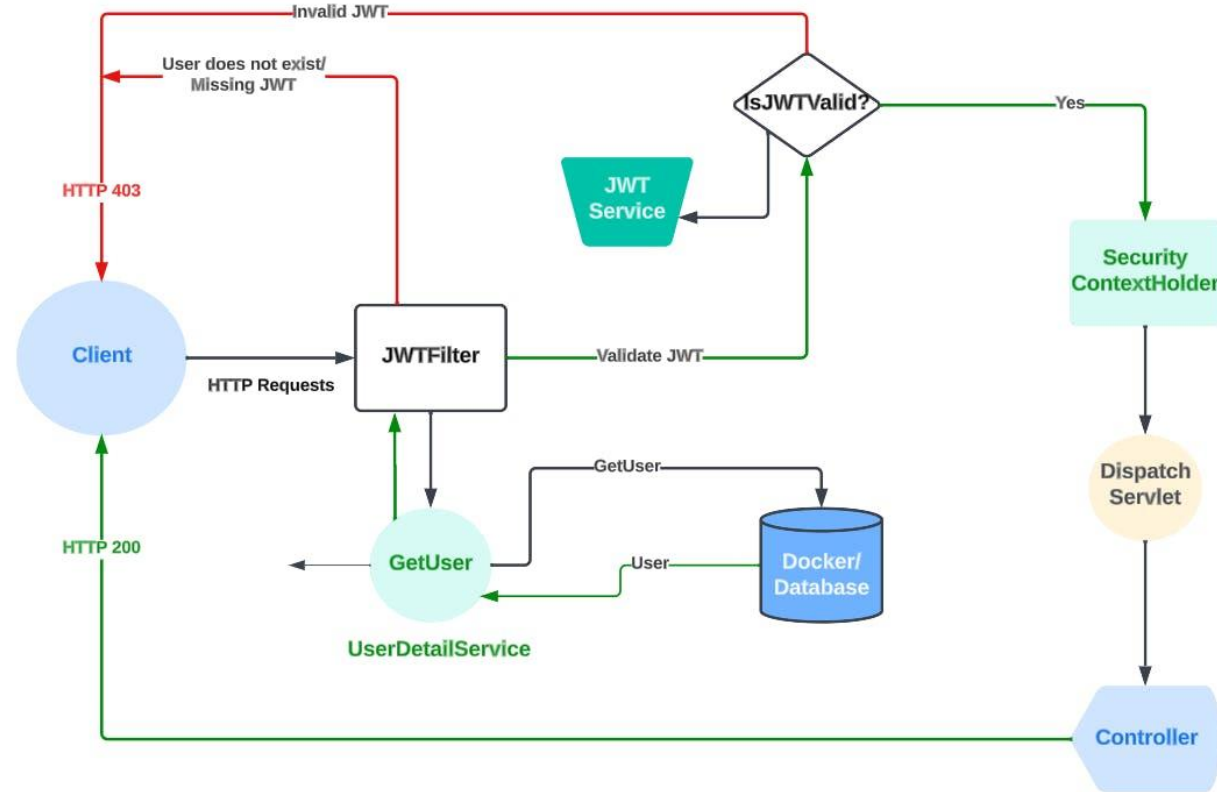 Invalid JWT
User does not exist/
Missing JWT
IsJWTValid?
Yes
HTTP 403
JWT
Service
Security
ContextHolder
Client
HTTP Requests
JWTFilter
Validate JWT
GetUser
Dispatch
Servlet
HTTP 200
GetUser
User
Docker/
Database
UserDetailService
Controller